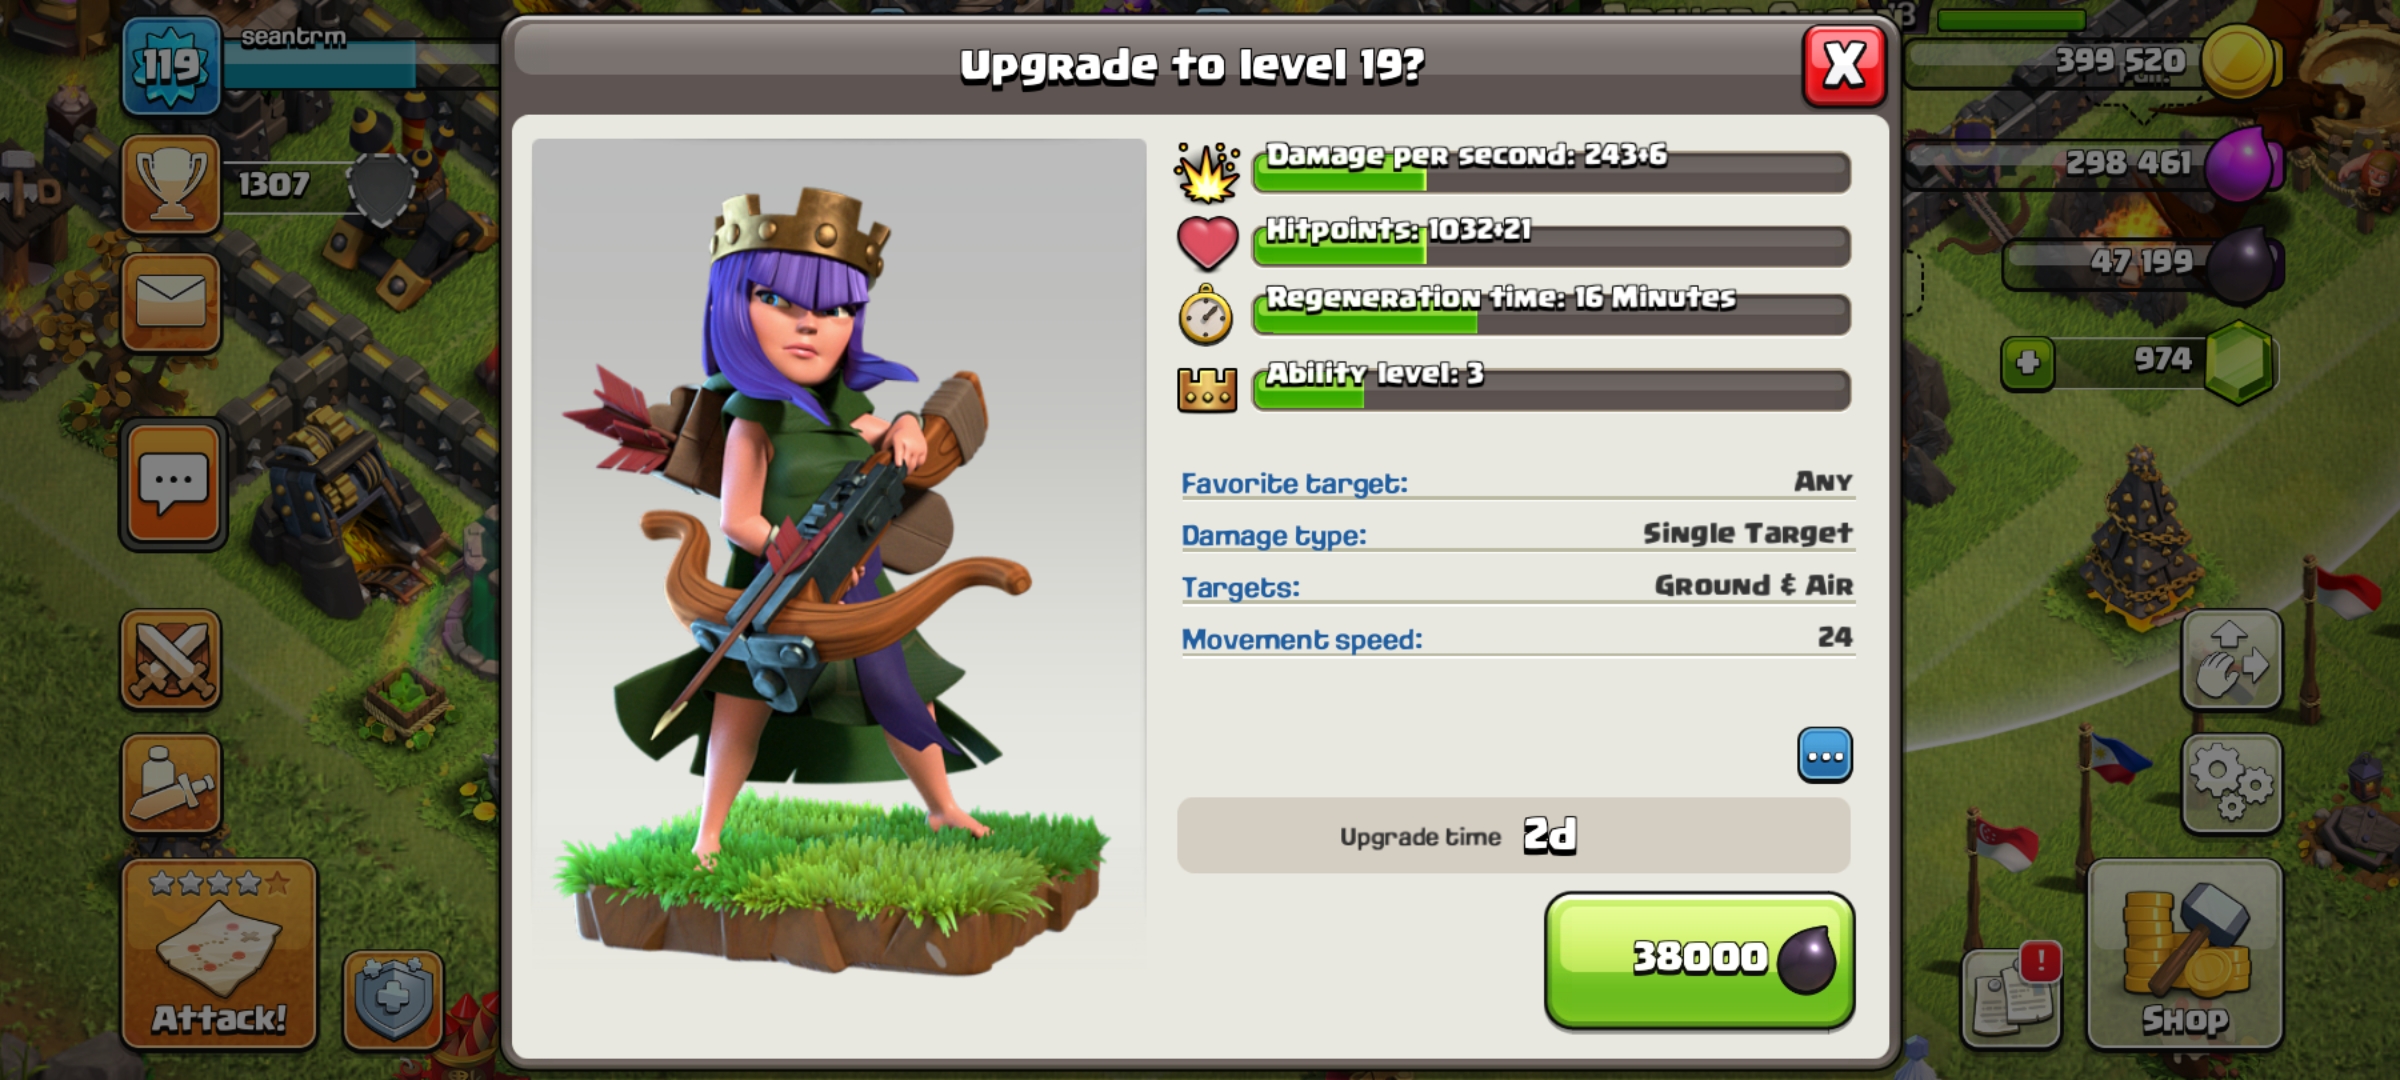 119
seantrm
1307
Attack!
Upgrade to level 19?
X
Damage per second: 243+6
Hitpoints: 1032+21
Regeneration time: 16 Minutes
Ability level: 3
Favorite target: Any
Damage type: Single Target
Targets: Ground & Air
Movement speed: 24
Upgrade time 2d
38000
399 520
298 461
47 199
974
!
Shop